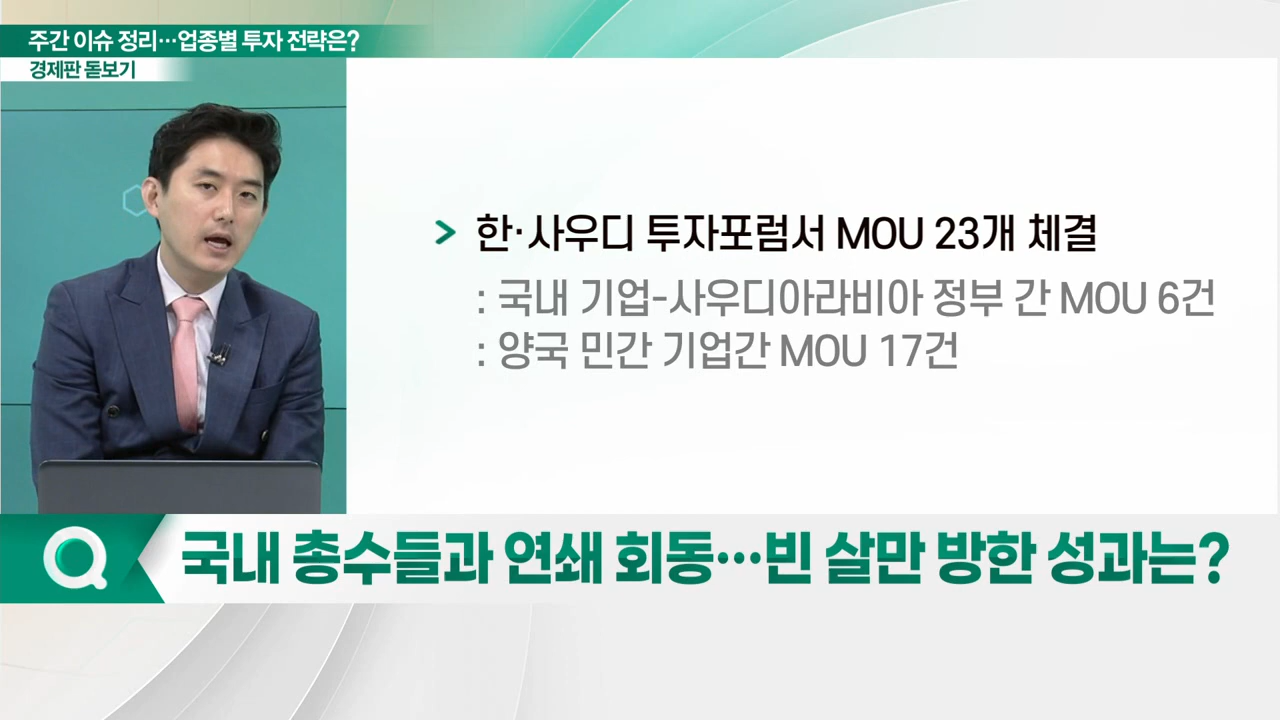 주간 이슈 정리…업종별 투자 전략은?
경제판 돋보기
> 한·사우디 투자포럼서 MOU 23개 체결
: 국내 기업-사우디아라비아 정부 간 MOU 6건
: 양국 민간 기업간 MOU 17건
Q 국내 총수들과 연쇄 회동…빈 살만 방한 성과는?